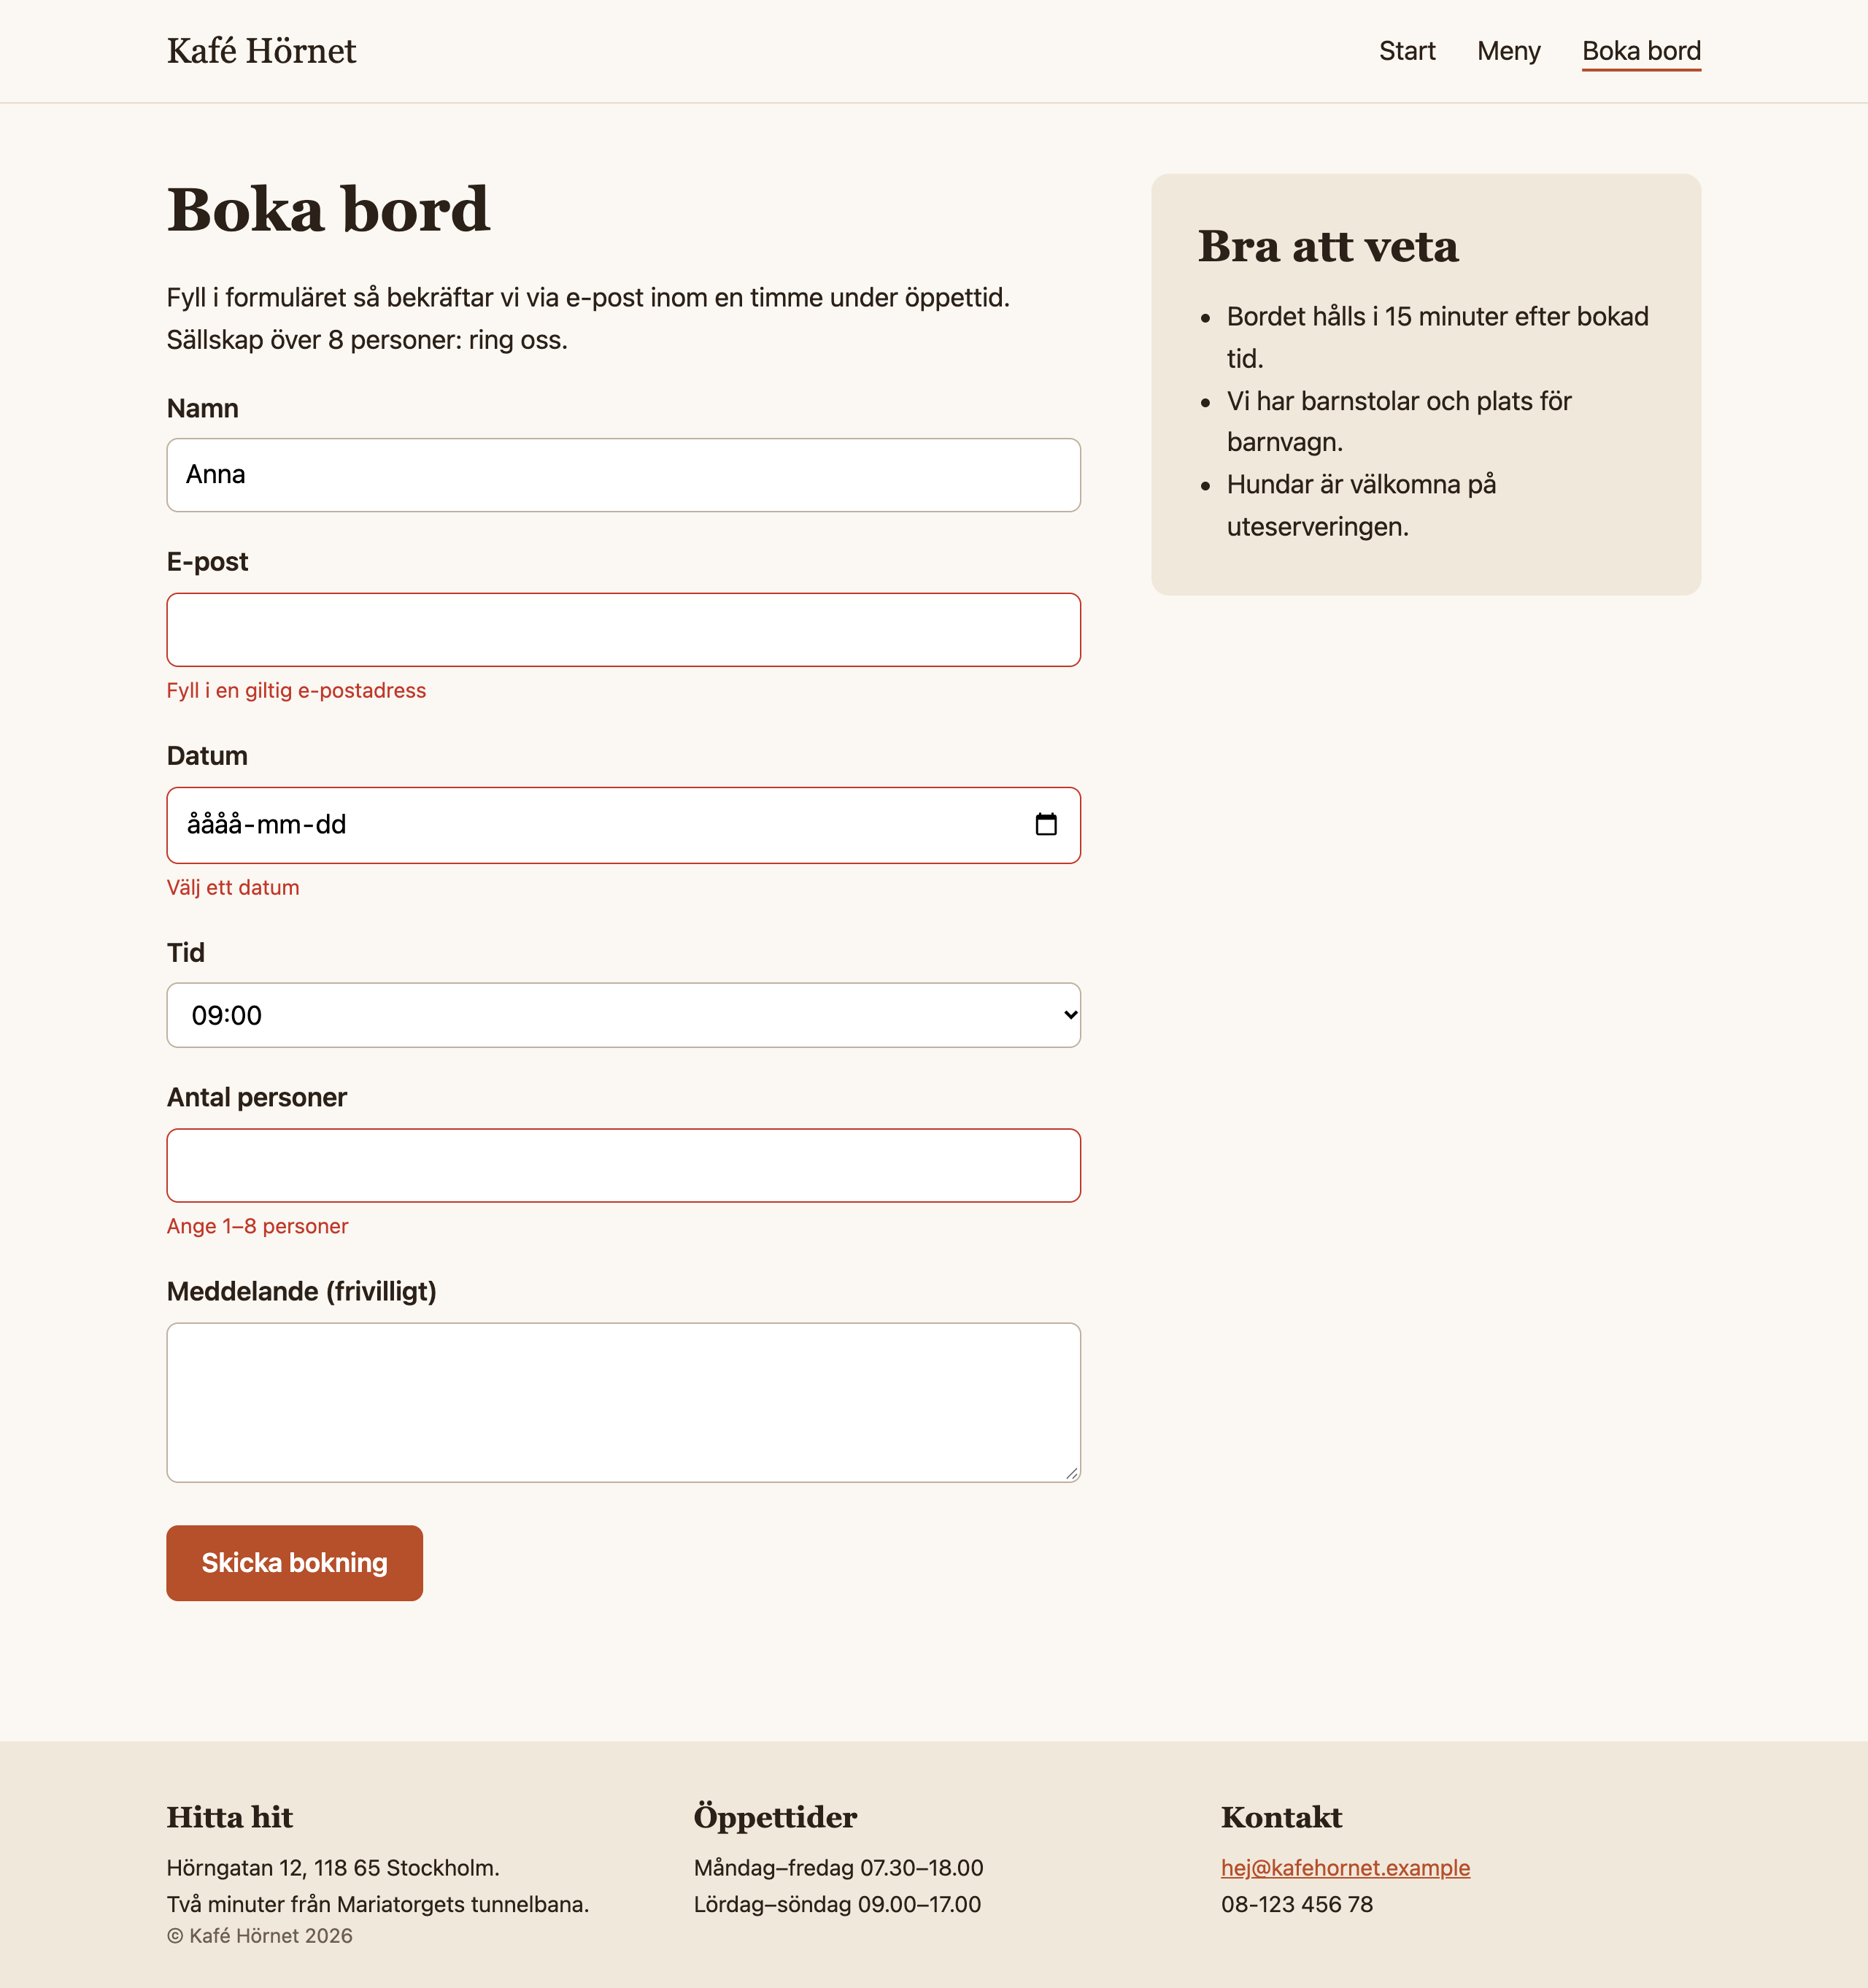 Kafé Hörnet
Start Meny Boka bord
Boka bord
Fyll i formuläret så bekräftar vi via e-post inom en timme under öppettid.
Sällskap över 8 personer: ring oss.
Namn
Anna
E-post
Fyll i en giltig e-postadress
Datum
åååå-mm-dd
Välj ett datum
Tid
09:00
Antal personer
Ange 1–8 personer
Meddelande (frivilligt)
Skicka bokning
Bra att veta
Bordet hålls i 15 minuter efter bokad
tid.
Vi har barnstolar och plats för
barnvagn.
Hundar är välkomna på
uteserveringen.
Hitta hit
Hörngatan 12, 118 65 Stockholm.
Två minuter från Mariatorgets tunnelbana.
© Kafé Hörnet 2026
Öppettider
Måndag–fredag 07.30–18.00
Lördag–söndag 09.00–17.00
Kontakt
hej@kafehornet.example
08-123 456 78